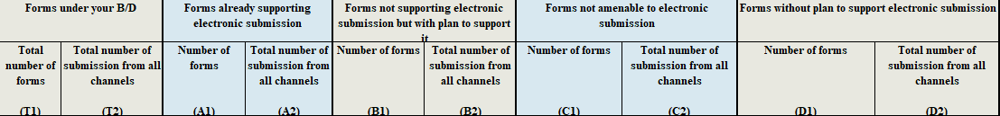 Forms under your B/D
Forms already supporting
electronic submission
Forms not supporting electronic
submission but with plan to support
it
Forms not amenable to electronic
submission
Forms without plan to support electronic submission
Total
number of
forms
(T1)
Total number of
submission from all
channels
(T2)
Number of
forms
(A1)
Total number of
submission from
all channels
(A2)
Number of forms
(B1)
Total number of
submission from
all channels
(B2)
Number of forms
(C1)
Total number of
submission from all
channels
(C2)
Number of forms
(D1)
Total number of
submission from all
channels
(D2)